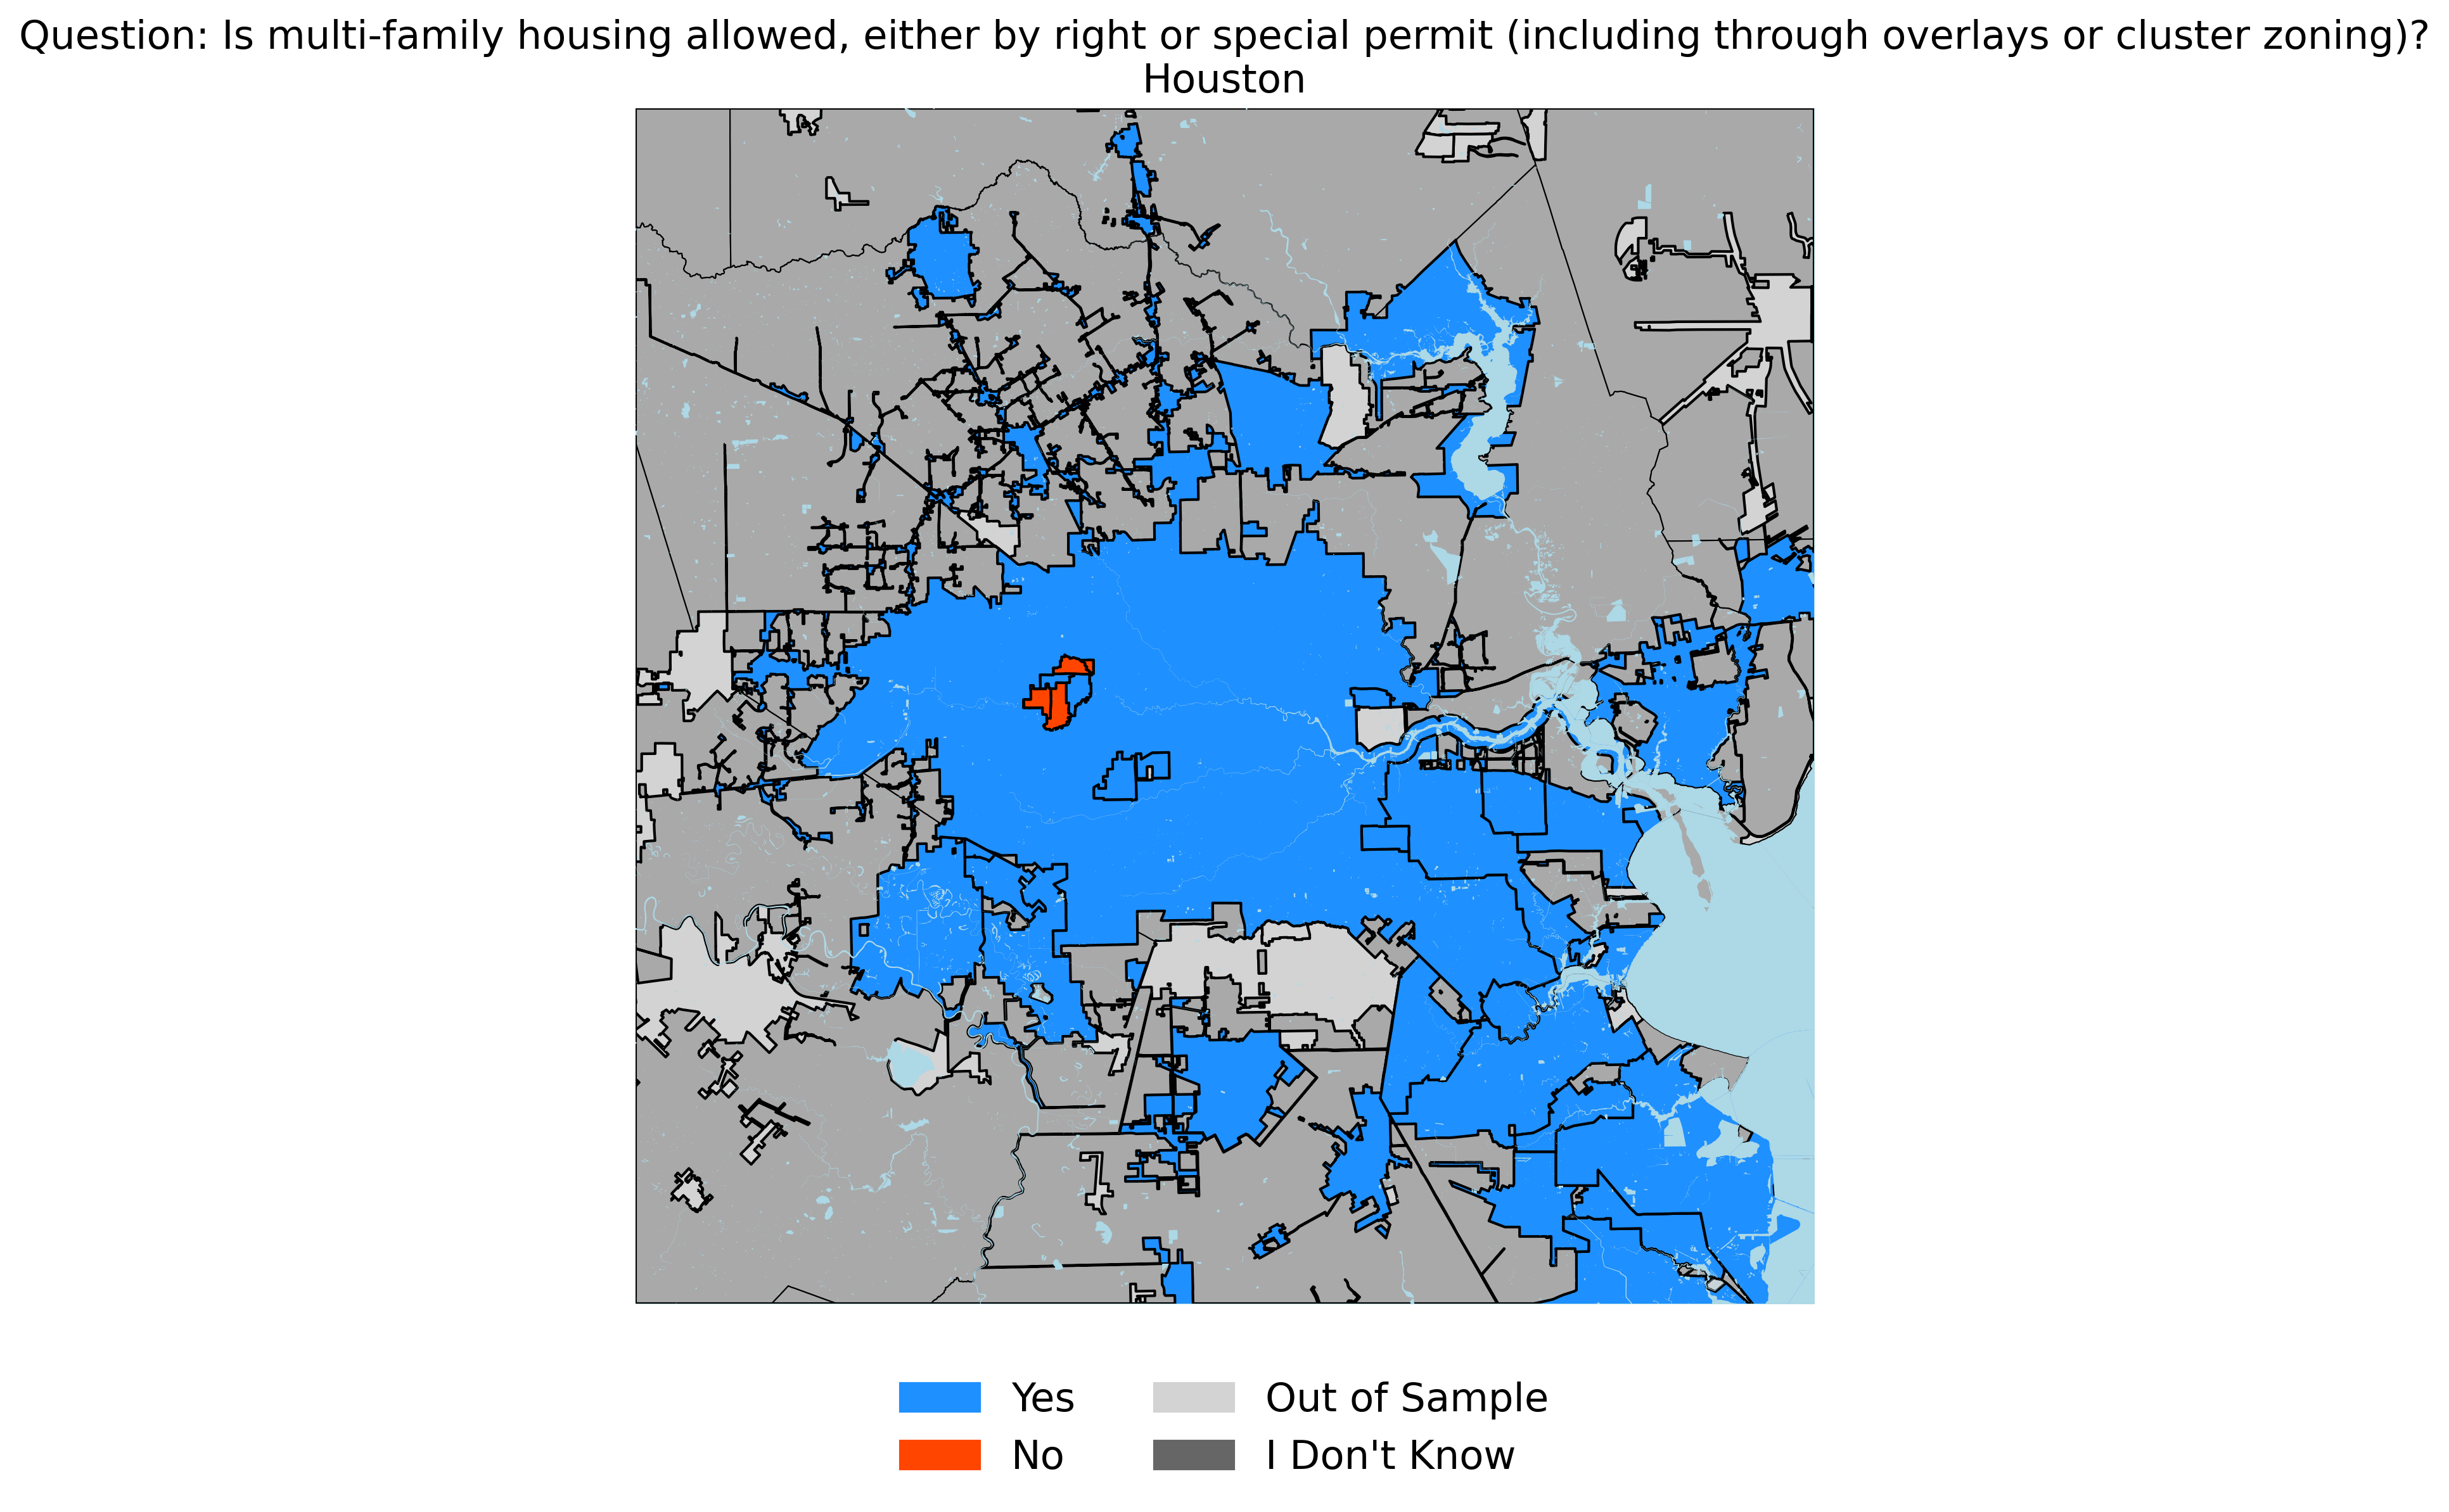 Question: Is multi-family housing allowed, either by right or special permit (including through overlays or cluster zoning)?
Houston
Yes
No
Out of Sample
I Don't Know